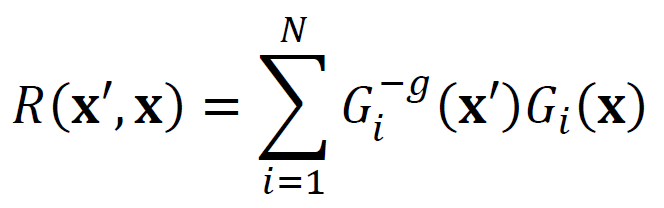 R(𝐱′, 𝐱) = ∑_{i=1}^{N} G_i^{-g}(𝐱′)G_i(𝐱)